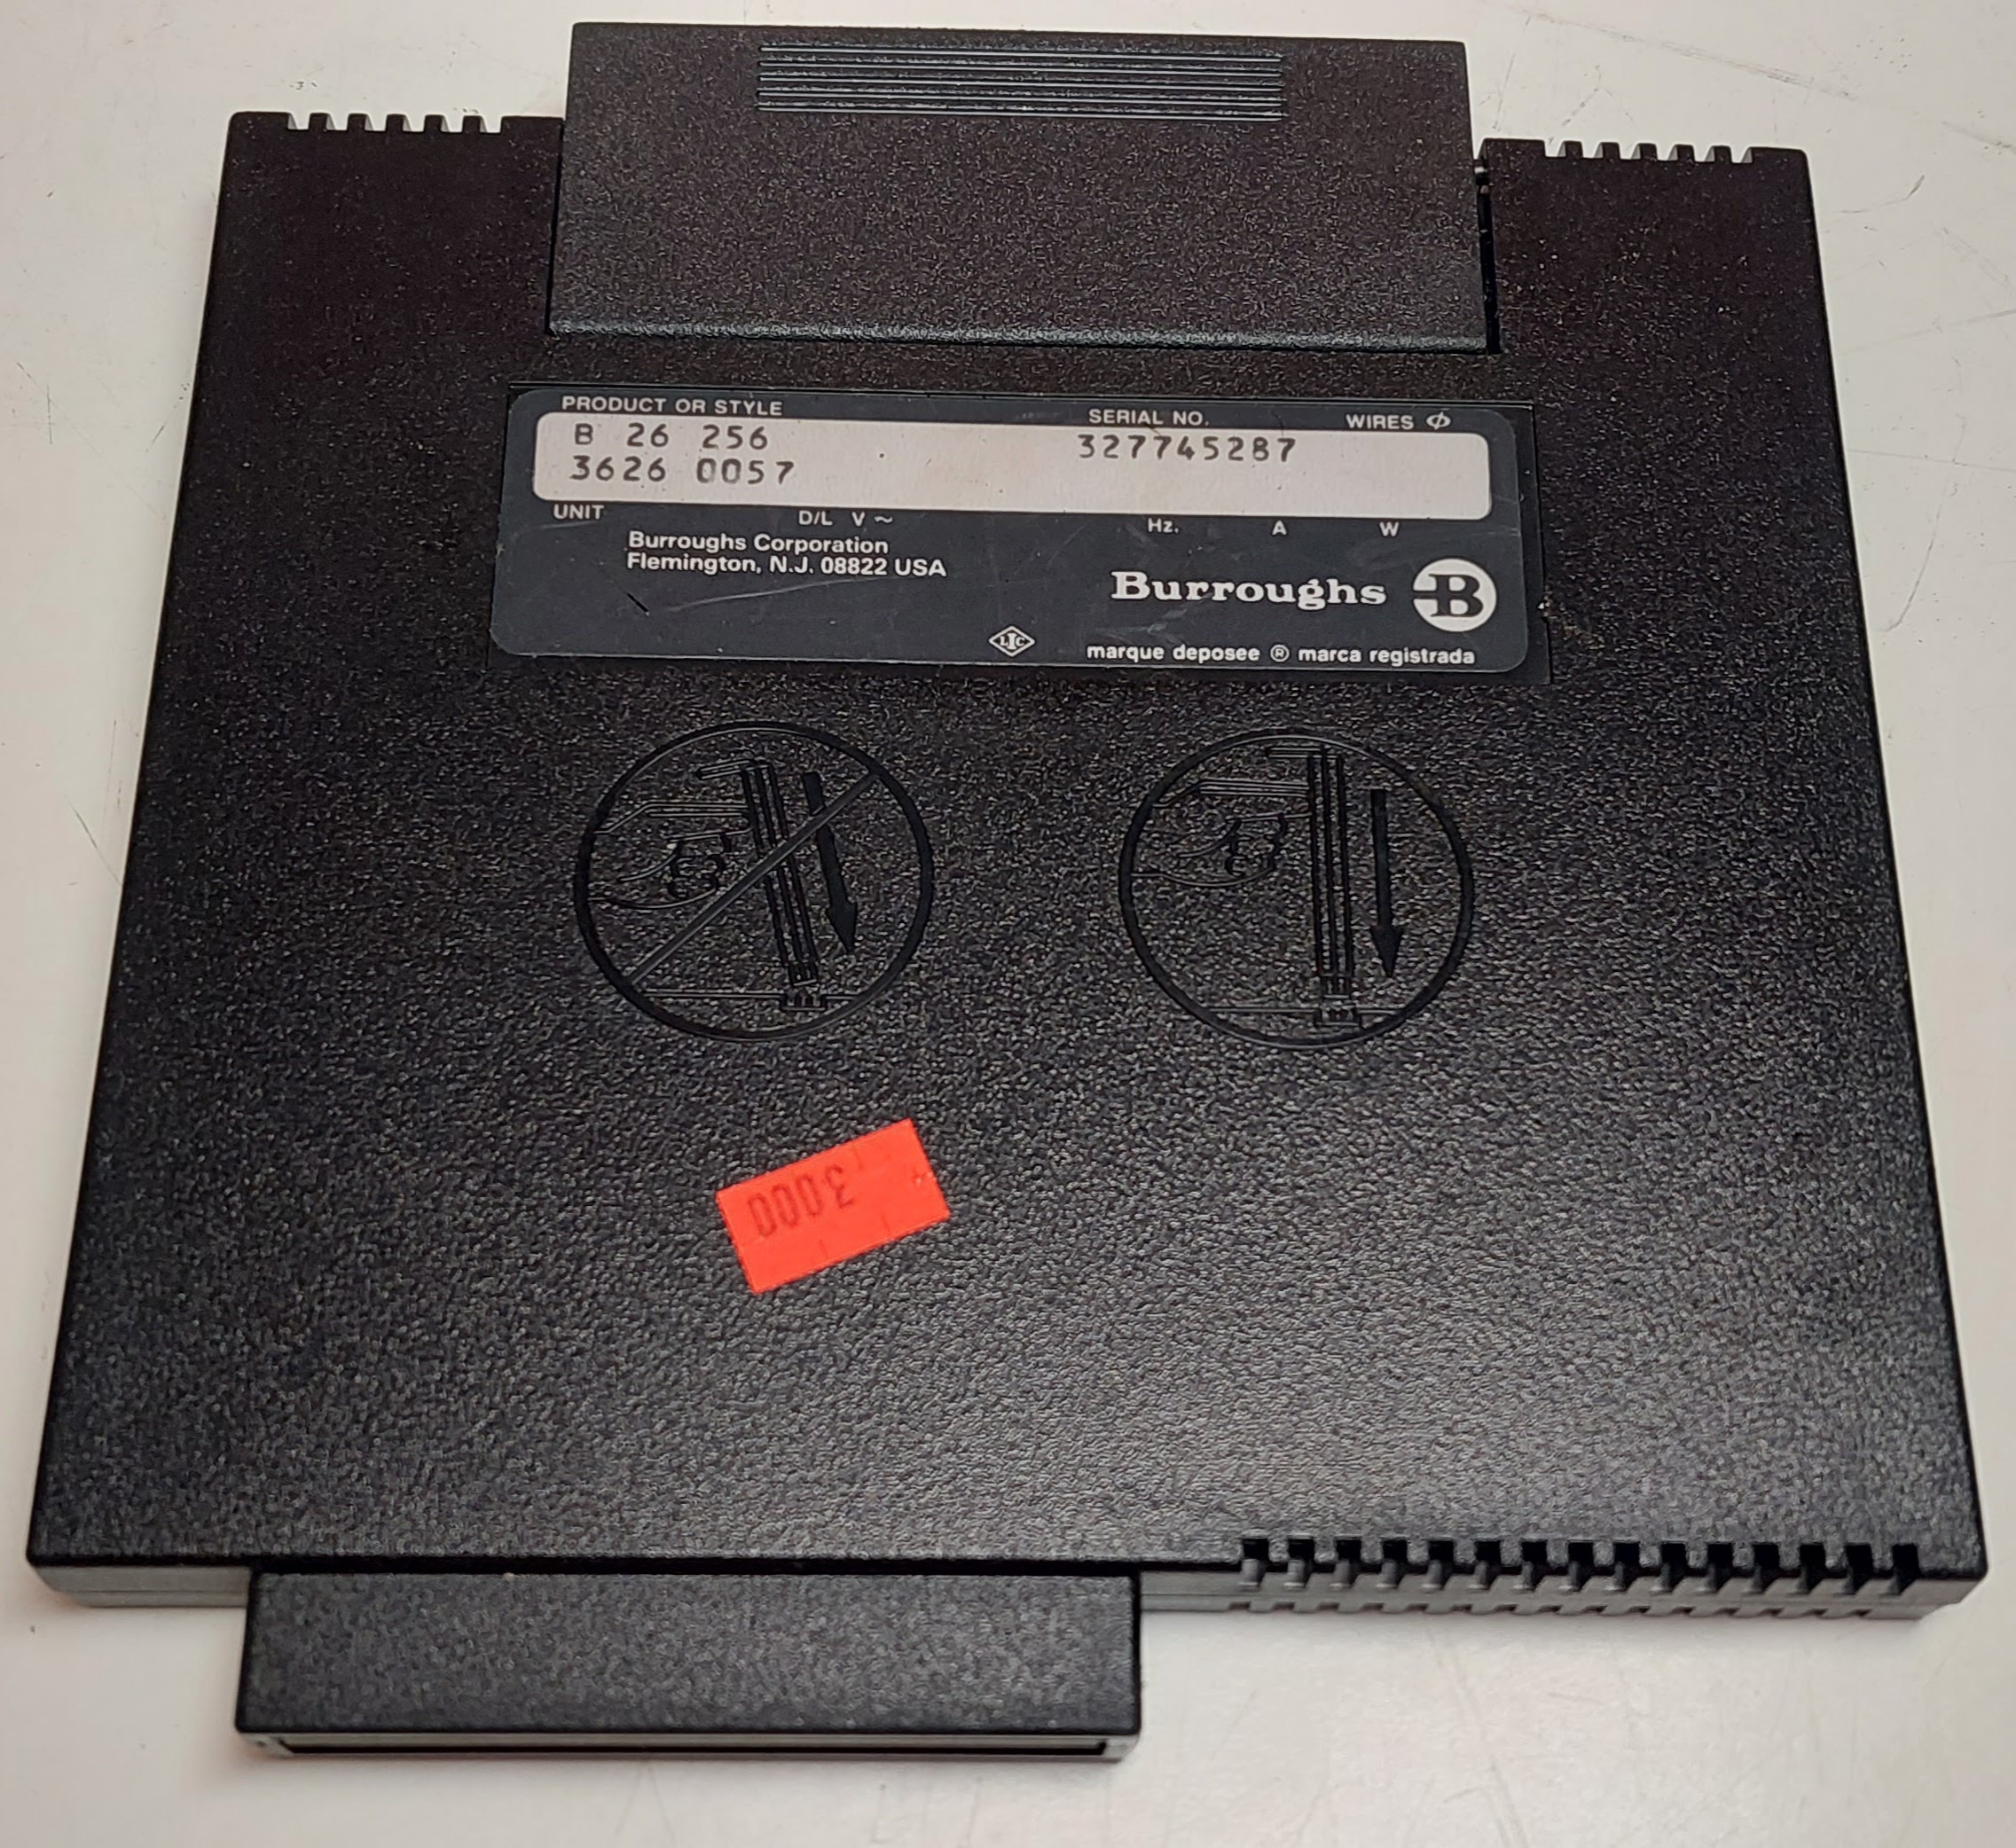 PRODUCT OR STYLE SERIAL NO. WIRES ϕ
B 26 256 327745287
3626 0057
UNIT D/L V ~ Hz. A W
Burroughs Corporation
Flemington, N.J. 08822 USA
Burroughs B
LIC
marque deposee ® marca registrada
3000